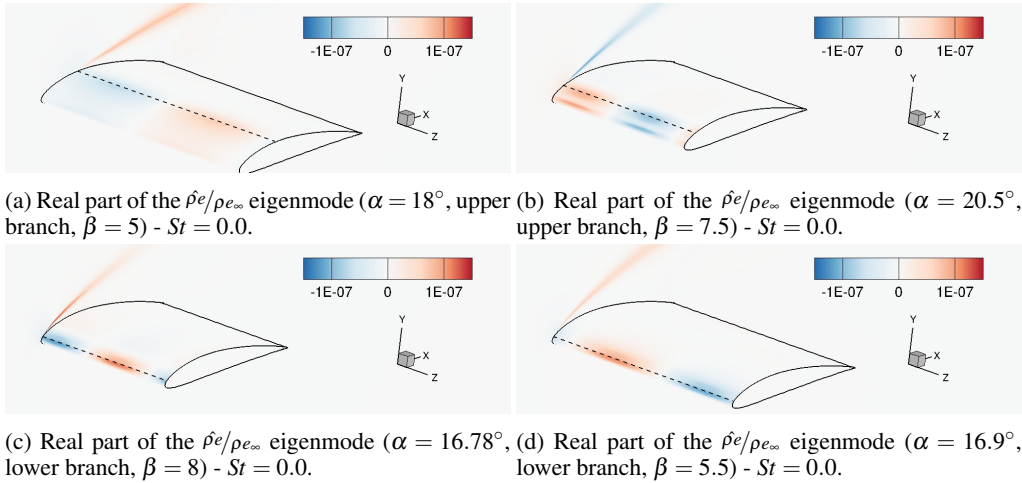 -1E-07 0 1E-07
Y
X
Z
-1E-07 0 1E-07
Y
X
Z
(a) Real part of the ρ̂e/ρe∞ eigenmode (α = 18°, upper
branch, β = 5) - St = 0.0.
(b) Real part of the ρ̂e/ρe∞ eigenmode (α = 20.5°,
upper branch, β = 7.5) - St = 0.0.
-1E-07 0 1E-07
Y
X
Z
-1E-07 0 1E-07
Y
X
Z
(c) Real part of the ρ̂e/ρe∞ eigenmode (α = 16.78°,
lower branch, β = 8) - St = 0.0.
(d) Real part of the ρ̂e/ρe∞ eigenmode (α = 16.9°,
lower branch, β = 5.5) - St = 0.0.